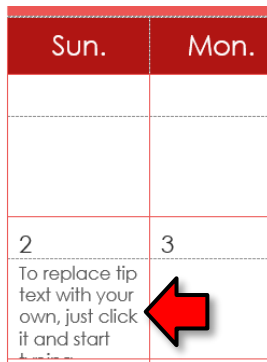 Sun. Mon.
2 3
To replace tip
text with your
own, just click
it and start